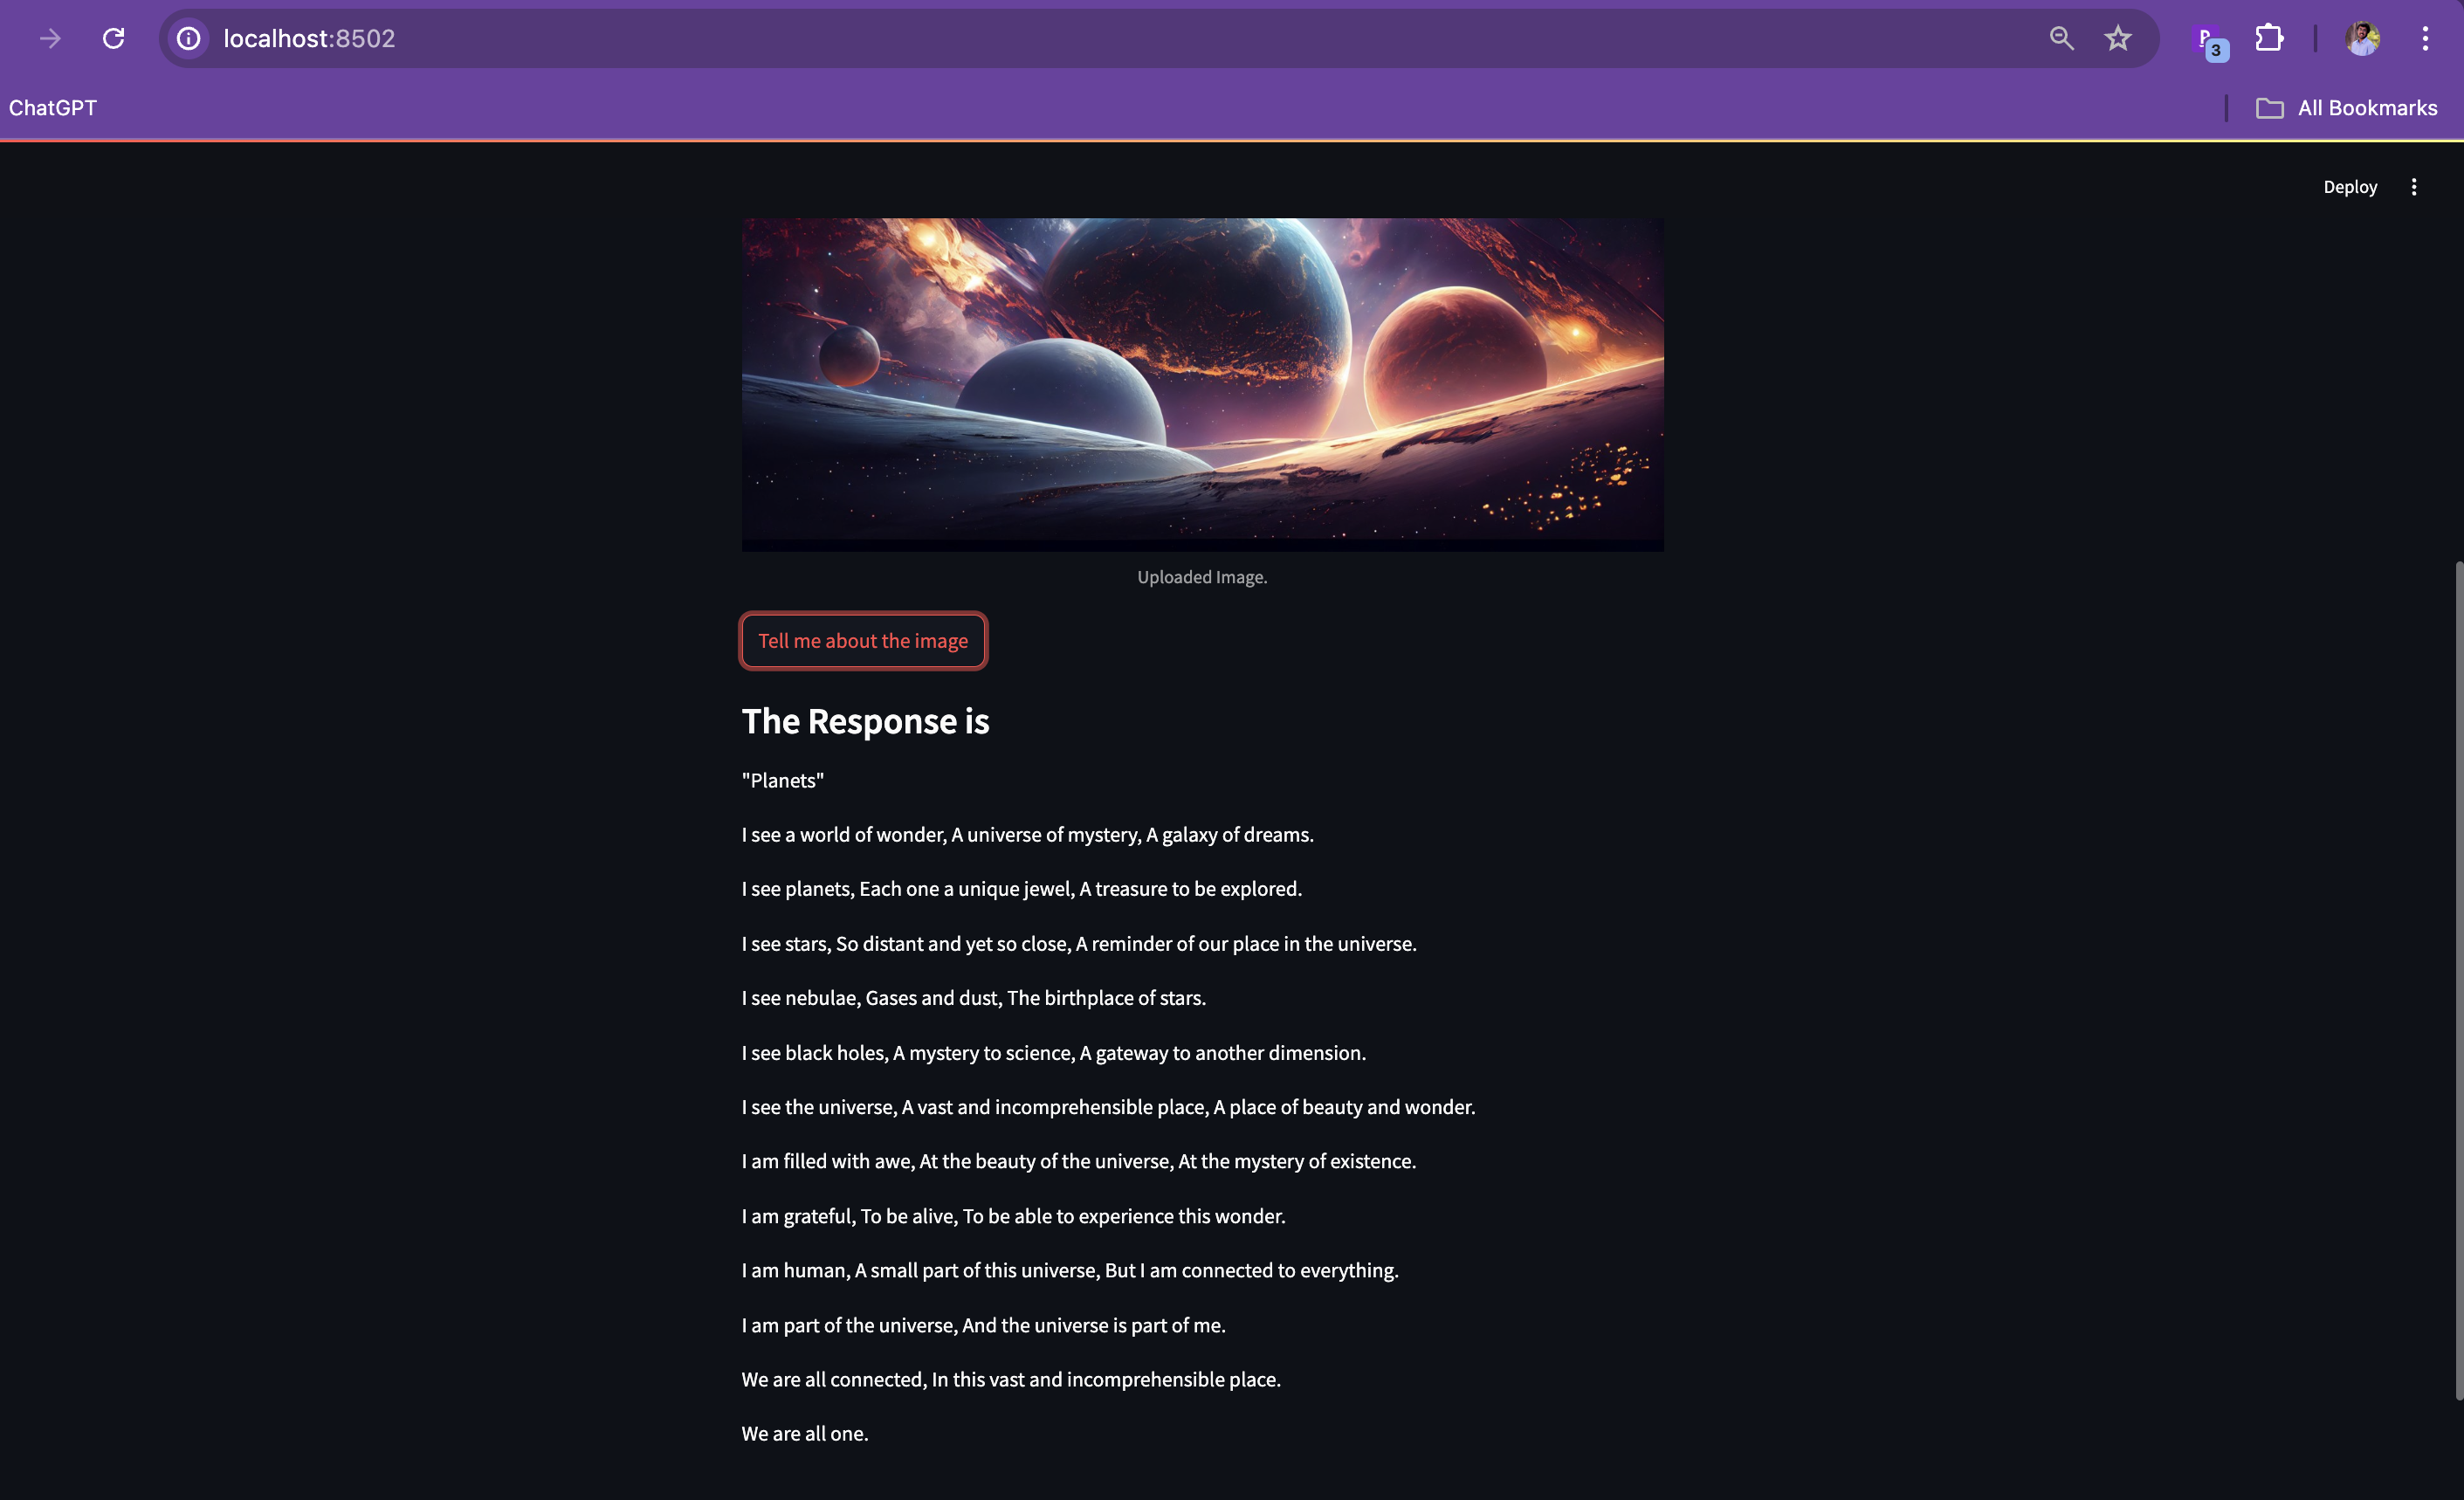 localhost:8502
3
ChatGPT
All Bookmarks
Deploy
Uploaded Image.
Tell me about the image
The Response is
"Planets"
I see a world of wonder, A universe of mystery, A galaxy of dreams.
I see planets, Each one a unique jewel, A treasure to be explored.
I see stars, So distant and yet so close, A reminder of our place in the universe.
I see nebulae, Gases and dust, The birthplace of stars.
I see black holes, A mystery to science, A gateway to another dimension.
I see the universe, A vast and incomprehensible place, A place of beauty and wonder.
I am filled with awe, At the beauty of the universe, At the mystery of existence.
I am grateful, To be alive, To be able to experience this wonder.
I am human, A small part of this universe, But I am connected to everything.
I am part of the universe, And the universe is part of me.
We are all connected, In this vast and incomprehensible place.
We are all one.